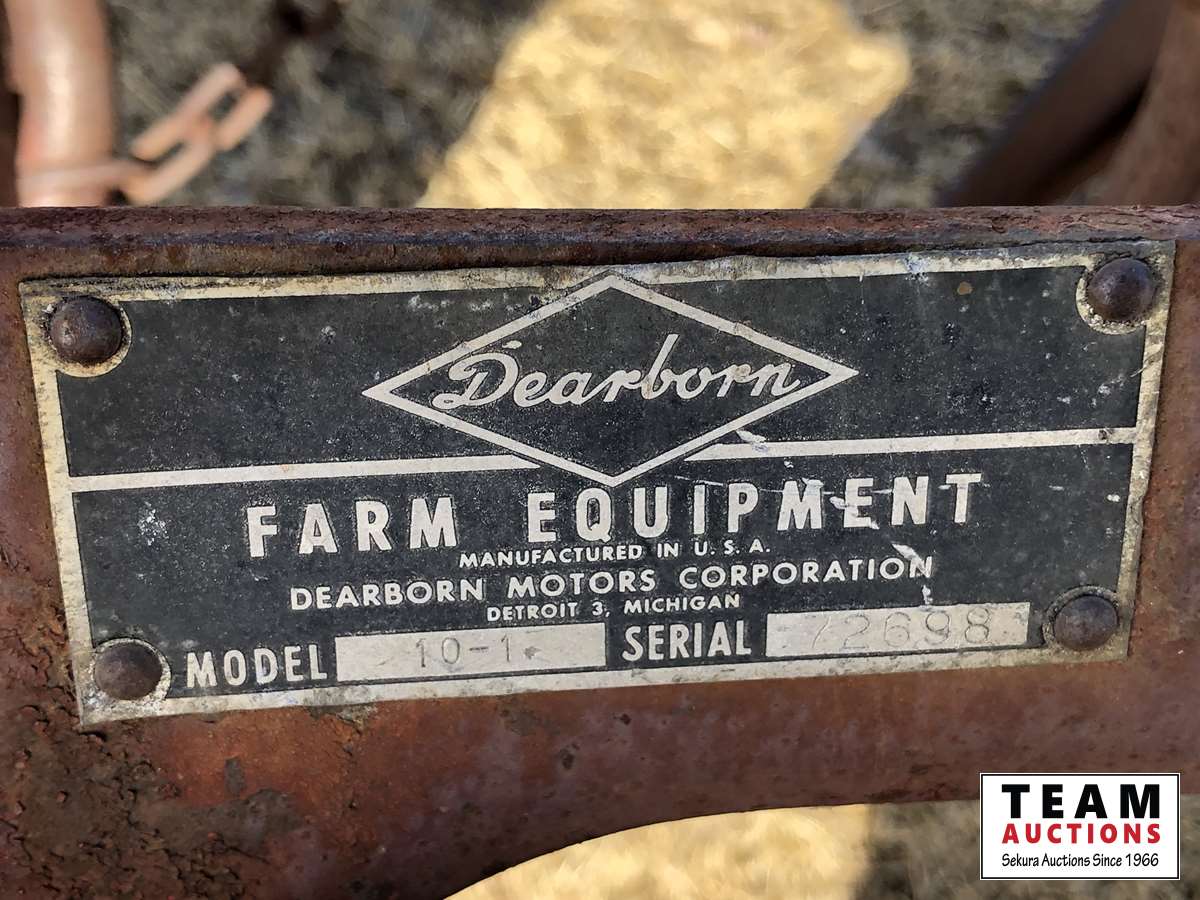 Dearborn
FARM EQUIPMENT
MANUFACTURED IN U. S. A.
DEARBORN MOTORS CORPORATION
DETROIT 3, MICHIGAN
MODEL 10-1 SERIAL 72698
TEAM
AUCTIONS
Sekura Auctions Since 1966